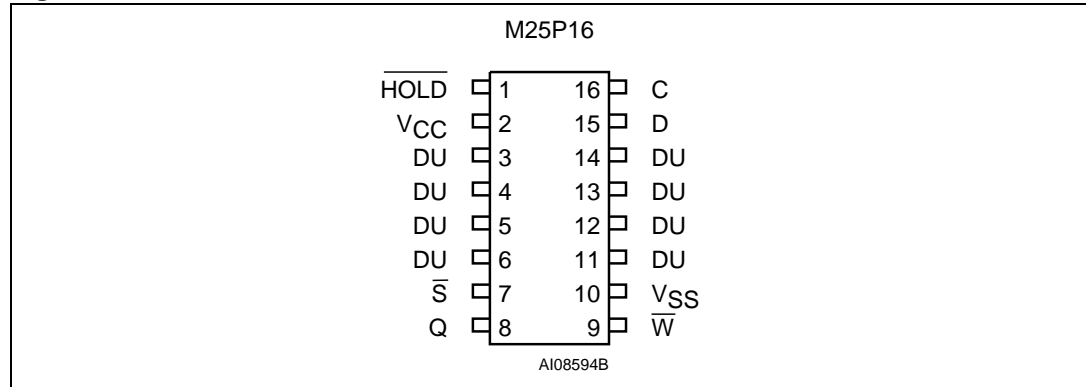 M25P16
H̅O̅L̅D̅ 1 16 C
VCC 2 15 D
DU 3 14 DU
DU 4 13 DU
DU 5 12 DU
DU 6 11 DU
S̅ 7 10 VSS
Q 8 9 W̅
AI08594B